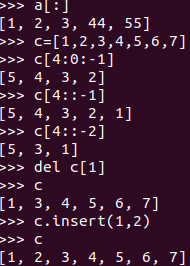 >>> a[:]
[1, 2, 3, 44, 55]
>>> c=[1,2,3,4,5,6,7]
>>> c[4:0:-1]
[5, 4, 3, 2]
>>> c[4::-1]
[5, 4, 3, 2, 1]
>>> c[4::-2]
[5, 3, 1]
>>> del c[1]
>>> c
[1, 3, 4, 5, 6, 7]
>>> c.insert(1,2)
>>> c
[1, 2, 3, 4, 5, 6, 7]